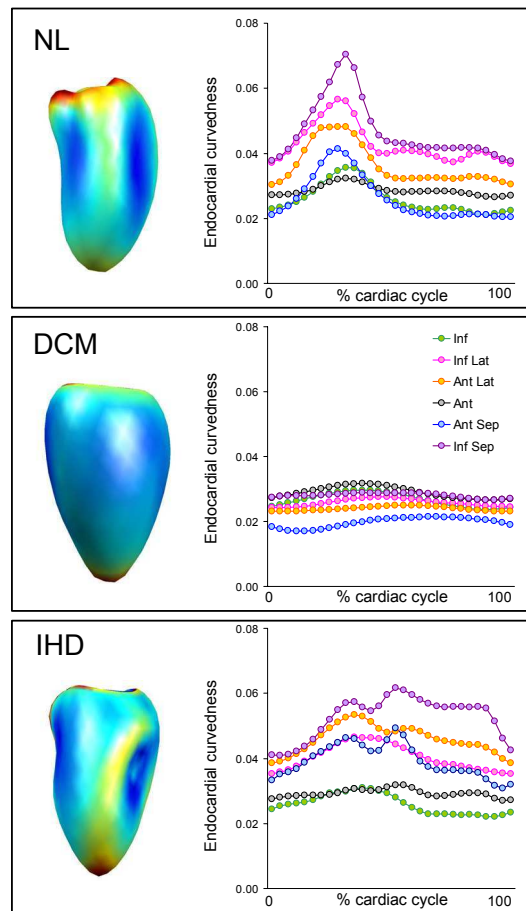 NL
Endocardial curvedness
0.08
0.06
0.04
0.02
0.00
0
% cardiac cycle
100
DCM
Endocardial curvedness
0.08
0.06
0.04
0.02
0.00
Inf
Inf Lat
Ant Lat
Ant
Ant Sep
Inf Sep
0
% cardiac cycle
100
IHD
Endocardial curvedness
0.08
0.06
0.04
0.02
0.00
0
% cardiac cycle
100